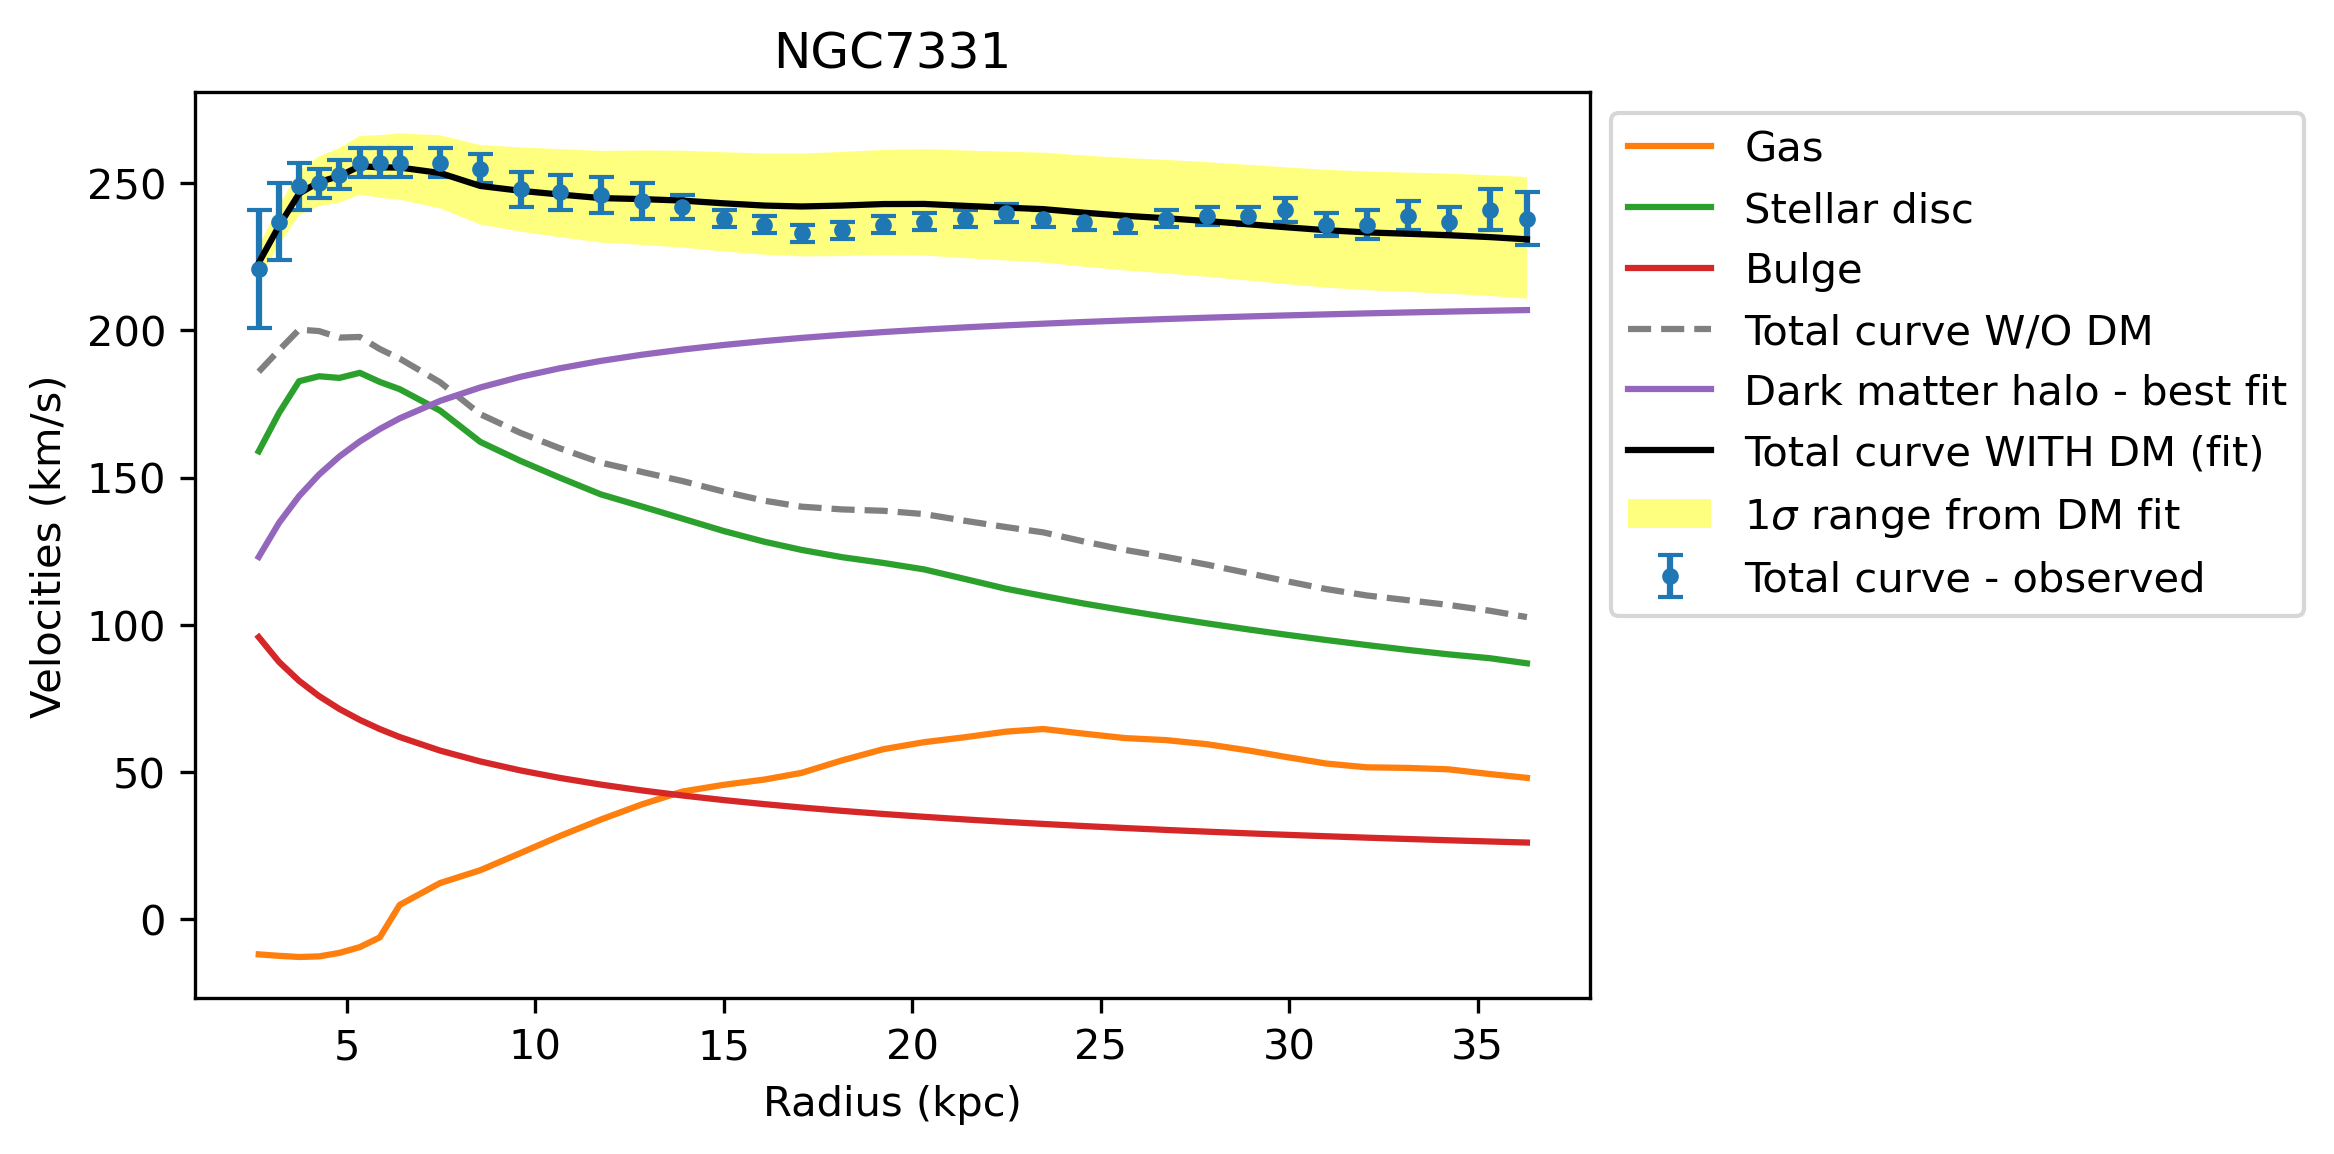 NGC7331
Velocities (km/s)
250
200
150
100
50
0
5 10 15 20 25 30 35
Radius (kpc)
Gas
Stellar disc
Bulge
Total curve W/O DM
Dark matter halo - best fit
Total curve WITH DM (fit)
1σ range from DM fit
Total curve - observed